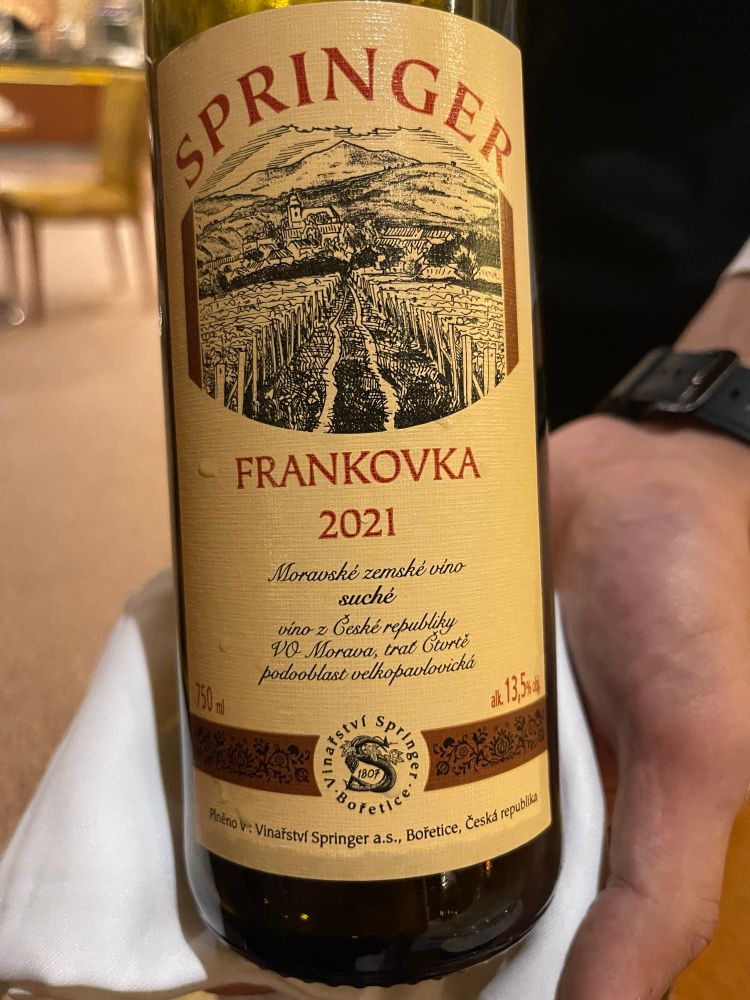 SPRINGER
FRANKOVKA
2021
Moravské zemské víno
suché
víno z České republiky
VO Morava, trať Čtvrtě
podooblast velkopavlovická
750 ml
alk. 13,5% obj.
Vinařství Springer
1807
Bořetice
Plněno v : Vinařství Springer a.s., Bořetice, Česká republika